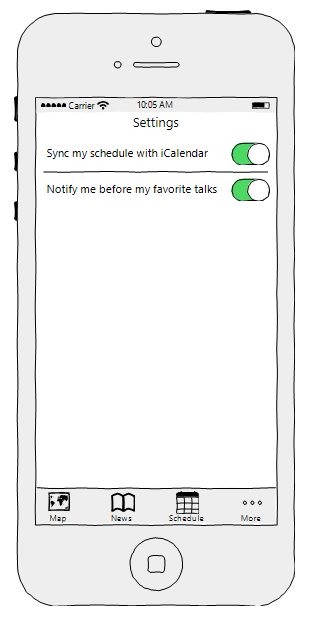 Carrier 10:05 AM
Settings
Sync my schedule with iCalendar
Notify me before my favorite talks
Map News Schedule More